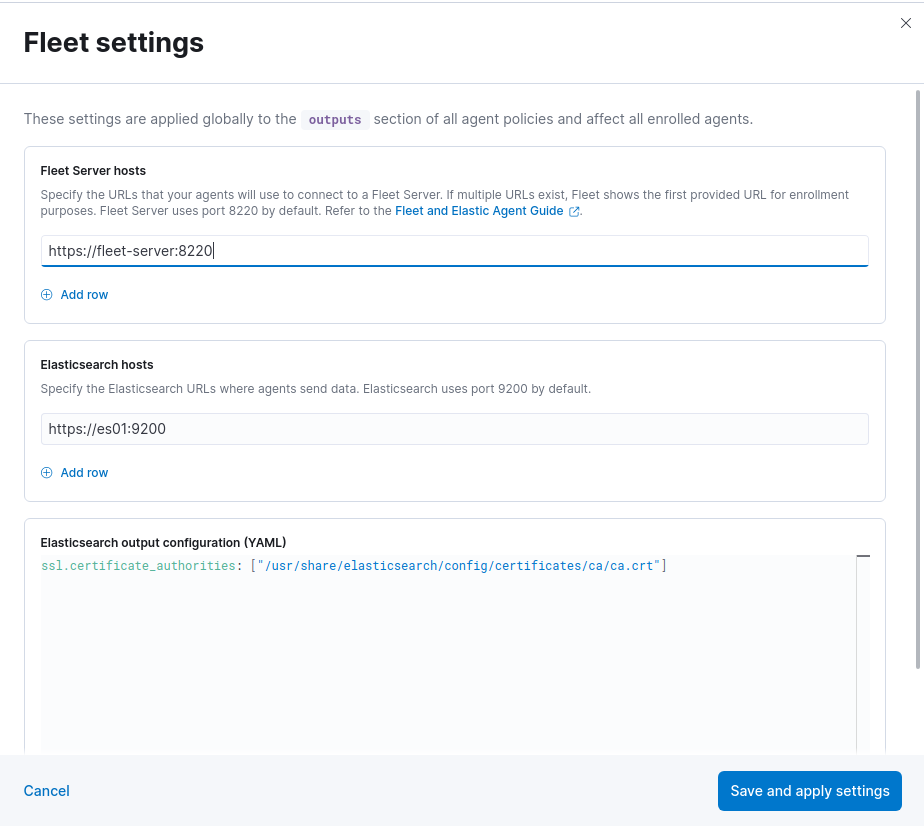 Fleet settings
These settings are applied globally to the outputs section of all agent policies and affect all enrolled agents.
Fleet Server hosts
Specify the URLs that your agents will use to connect to a Fleet Server. If multiple URLs exist, Fleet shows the first provided URL for enrollment
purposes. Fleet Server uses port 8220 by default. Refer to the Fleet and Elastic Agent Guide.
https://fleet-server:8220
Add row
Elasticsearch hosts
Specify the Elasticsearch URLs where agents send data. Elasticsearch uses port 9200 by default.
https://es01:9200
Add row
Elasticsearch output configuration (YAML)
ssl.certificate_authorities: ["/usr/share/elasticsearch/config/certificates/ca/ca.crt"]
Cancel
Save and apply settings